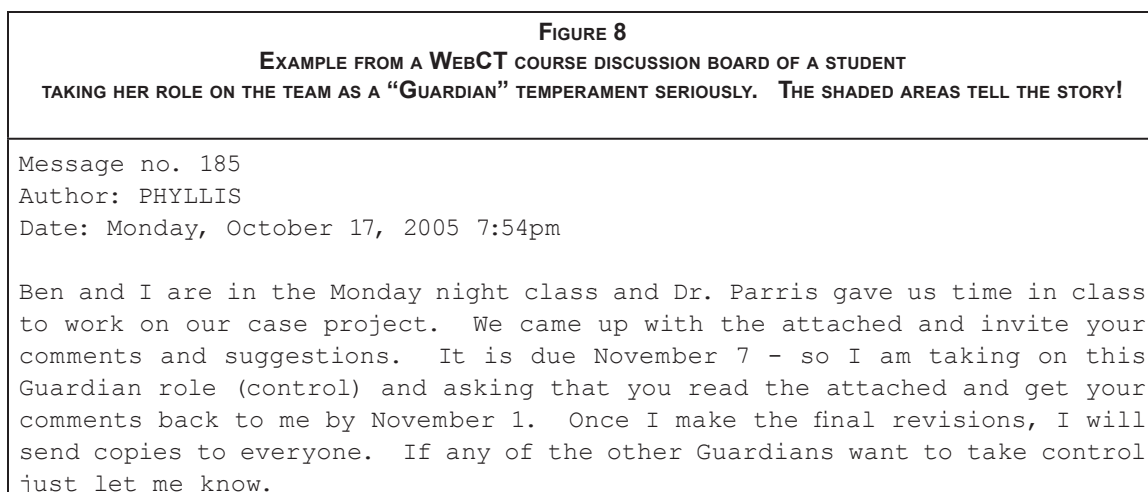 FIGURE 8
EXAMPLE FROM A WEBCT COURSE DISCUSSION BOARD OF A STUDENT
TAKING HER ROLE ON THE TEAM AS A “GUARDIAN” TEMPERAMENT SERIOUSLY. THE SHADED AREAS TELL THE STORY!
Message no. 185
Author: PHYLLIS
Date: Monday, October 17, 2005 7:54pm
Ben and I are in the Monday night class and Dr. Parris gave us time in class
to work on our case project. We came up with the attached and invite your
comments and suggestions. It is due November 7 - so I am taking on this
Guardian role (control) and asking that you read the attached and get your
comments back to me by November 1. Once I make the final revisions, I will
send copies to everyone. If any of the other Guardians want to take control
just let me know.